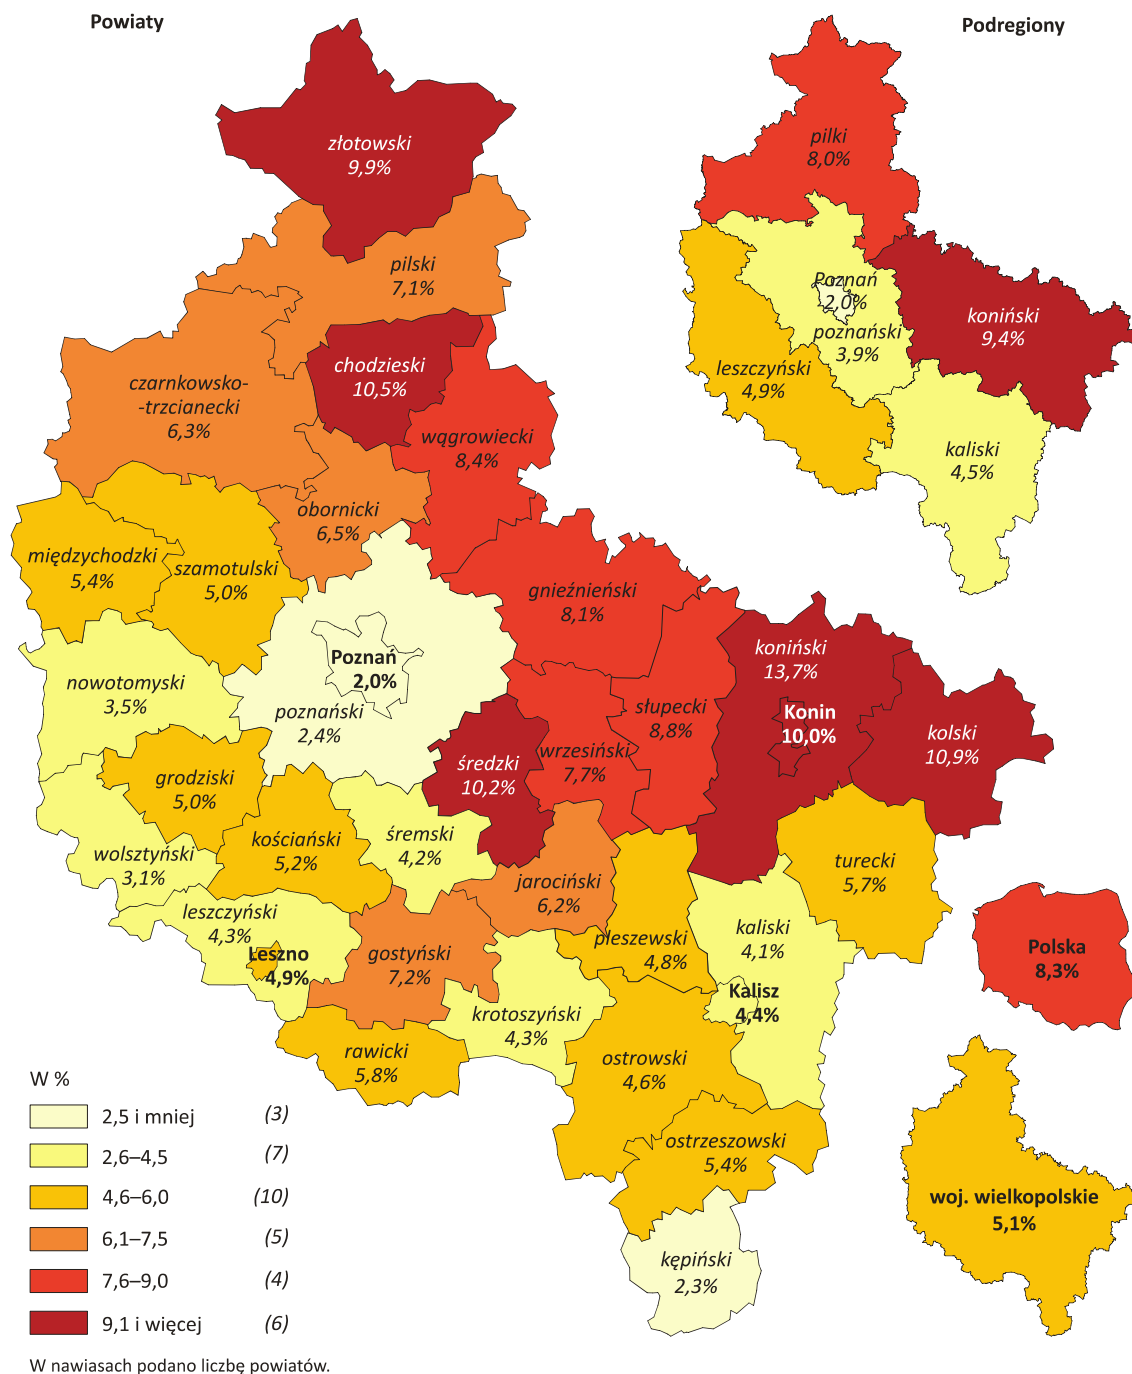 Powiaty
Podregiony
złotowski
9,9%
pilski
7,1%
chodzieski
10,5%
czarnkowsko-
-trzcianecki
6,3%
wągrowiecki
8,4%
obornicki
6,5%
międzychodzki
5,4%
szamotulski
5,0%
gnieźnieński
8,1%
Poznań
2,0%
poznański
2,4%
nowotomyski
3,5%
koniński
13,7%
słupecki
8,8%
Konin
10,0%
kolski
10,9%
wrzesiński
7,7%
średzki
10,2%
grodziski
5,0%
kościański
5,2%
śremski
4,2%
wolsztyński
3,1%
jarociński
6,2%
turecki
5,7%
leszczyński
4,3%
Leszno
4,9%
gostyński
7,2%
pleszewski
4,8%
kaliski
4,1%
Kalisz
4,4%
krotoszyński
4,3%
rawicki
5,8%
ostrowski
4,6%
ostrzeszowski
5,4%
kępiński
2,3%
pilki
8,0%
Poznań
2,0%
poznański
3,9%
koniński
9,4%
leszczyński
4,9%
kaliski
4,5%
Polska
8,3%
woj. wielkopolskie
5,1%
W %
2,5 i mniej (3)
2,6–4,5 (7)
4,6–6,0 (10)
6,1–7,5 (5)
7,6–9,0 (4)
9,1 i więcej (6)
W nawiasach podano liczbę powiatów.